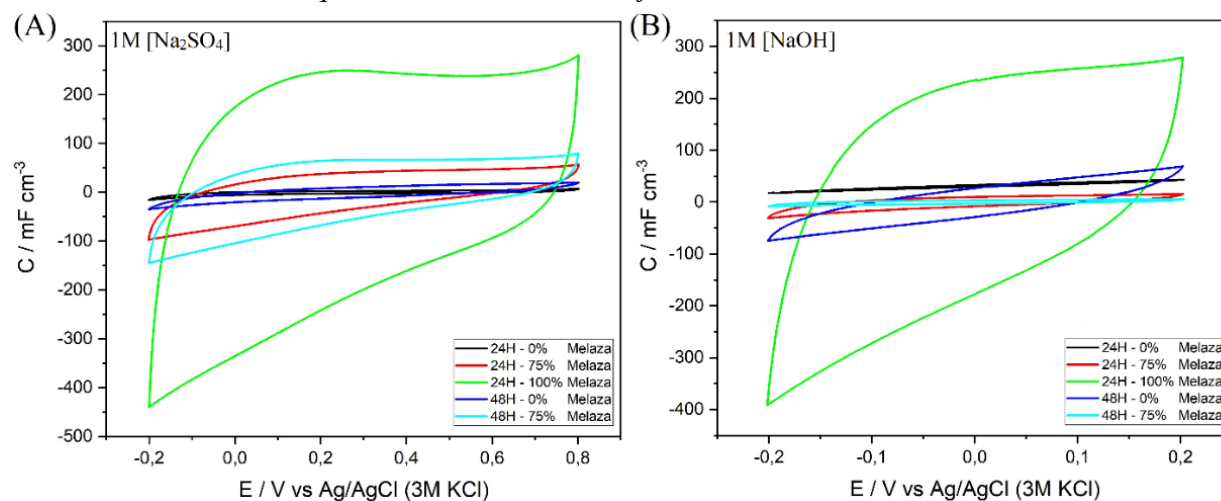 (A)
1M [Na₂SO₄]
C / mF cm⁻³
300
200
100
0
-100
-200
-300
-400
-500
-0,2 0,0 0,2 0,4 0,6 0,8
E / V vs Ag/AgCl (3M KCl)
24H - 0% Melaza
24H - 75% Melaza
24H - 100% Melaza
48H - 0% Melaza
48H - 75% Melaza
(B)
1M [NaOH]
C / mF cm⁻³
300
200
100
0
-100
-200
-300
-400
-0,2 -0,1 0,0 0,1 0,2
E / V vs Ag/AgCl (3M KCl)
24H - 0% Melaza
24H - 75% Melaza
24H - 100% Melaza
48H - 0% Melaza
48H - 75% Melaza